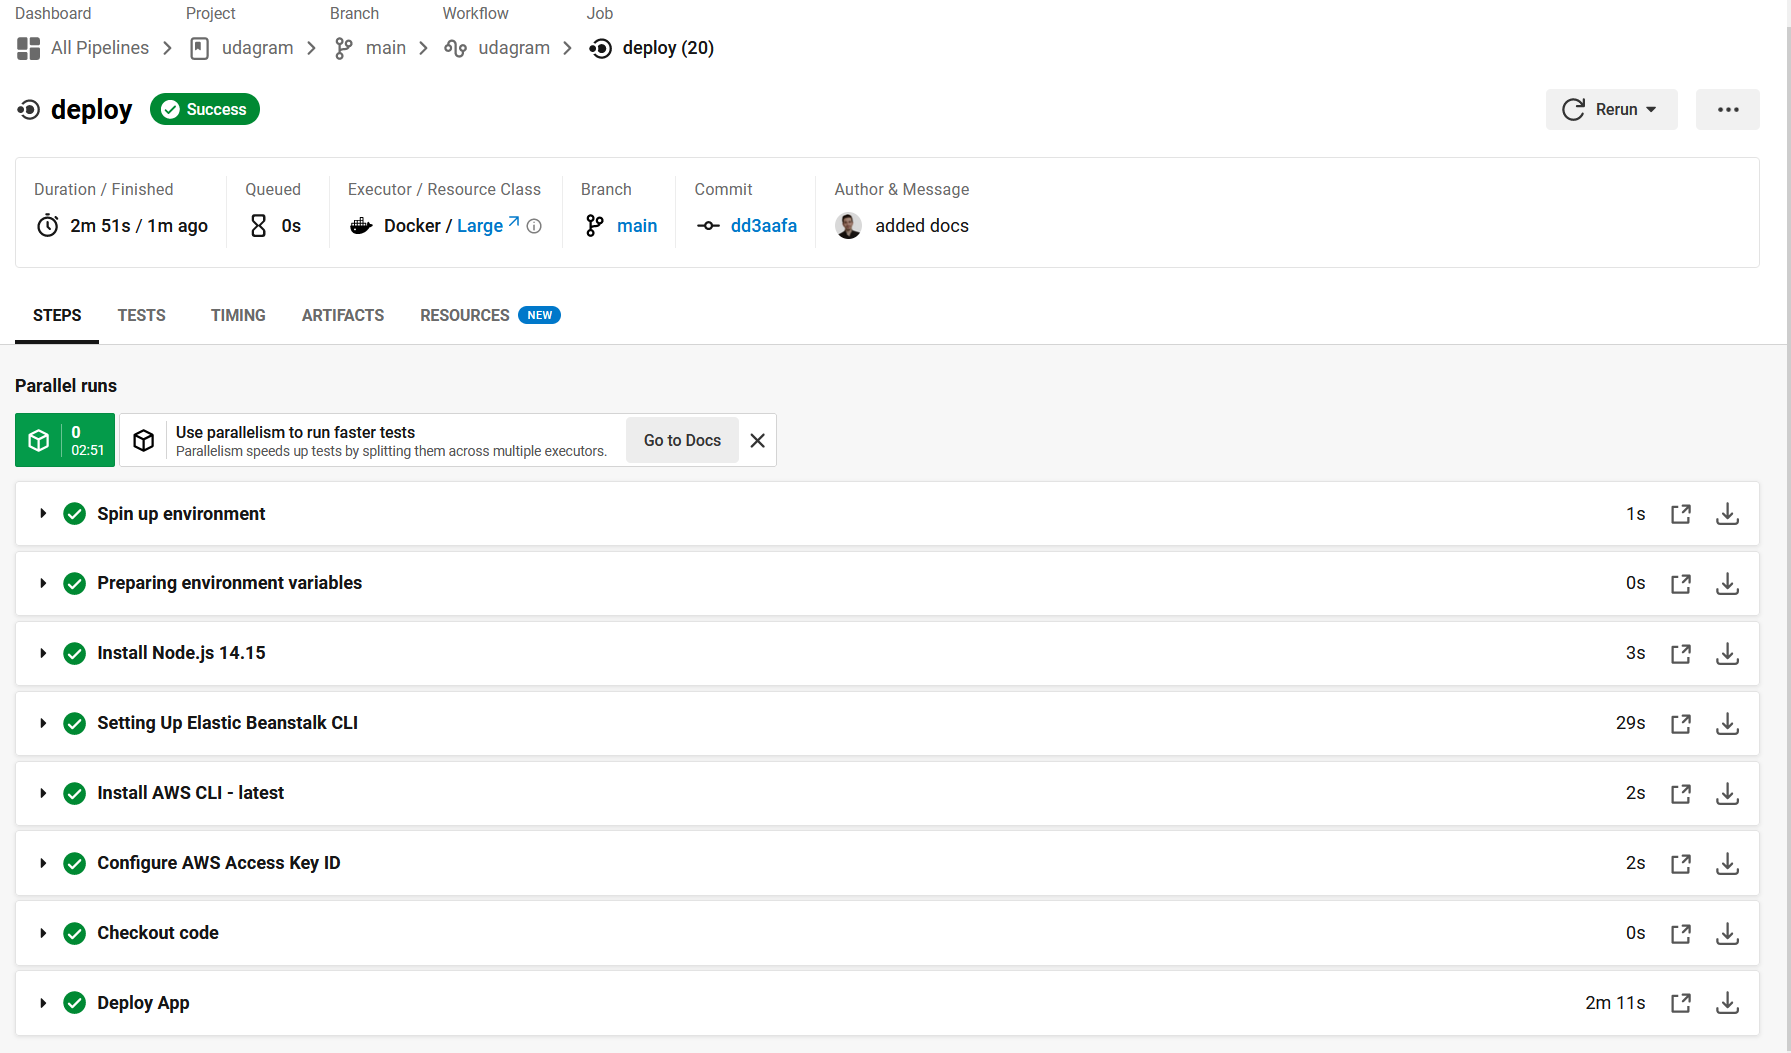 Dashboard Project Branch Workflow Job
All Pipelines udagram main udagram deploy (20)
deploy Success Rerun
Duration / Finished Queued Executor / Resource Class Branch Commit Author & Message
2m 51s / 1m ago 0s Docker / Large main dd3aafa added docs
STEPS TESTS TIMING ARTIFACTS RESOURCES NEW
Parallel runs
0
02:51
Use parallelism to run faster tests
Parallelism speeds up tests by splitting them across multiple executors.
Go to Docs
Spin up environment 1s
Preparing environment variables 0s
Install Node.js 14.15 3s
Setting Up Elastic Beanstalk CLI 29s
Install AWS CLI - latest 2s
Configure AWS Access Key ID 2s
Checkout code 0s
Deploy App 2m 11s